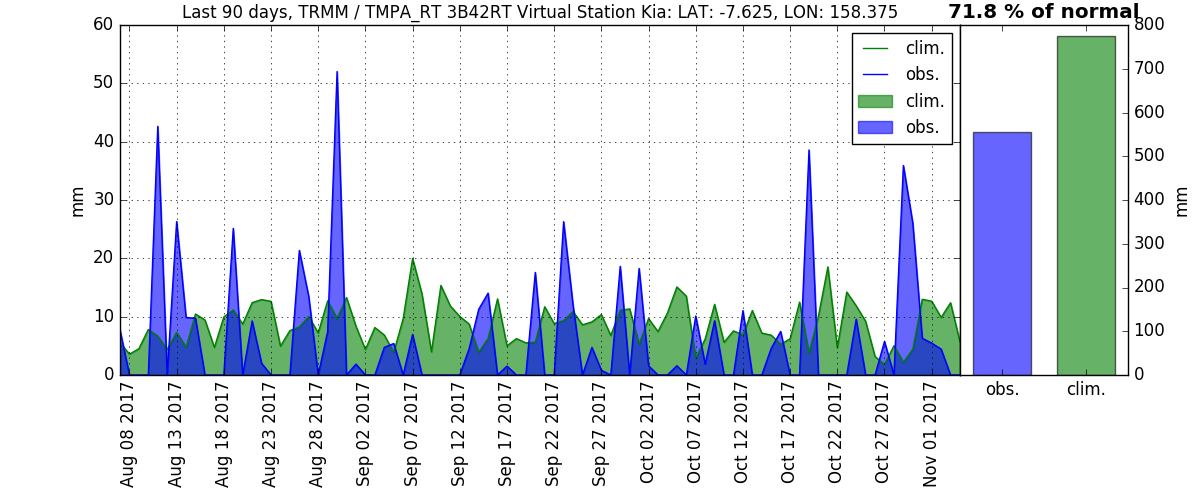 Last 90 days, TRMM / TMPA_RT 3B42RT Virtual Station Kia: LAT: -7.625, LON: 158.375
71.8 % of normal
60
50
40
30
20
10
0
mm
clim.
obs.
clim.
obs.
Aug 08 2017
Aug 13 2017
Aug 18 2017
Aug 23 2017
Aug 28 2017
Sep 02 2017
Sep 07 2017
Sep 12 2017
Sep 17 2017
Sep 22 2017
Sep 27 2017
Oct 02 2017
Oct 07 2017
Oct 12 2017
Oct 17 2017
Oct 22 2017
Oct 27 2017
Nov 01 2017
800
700
600
500
400
300
200
100
0
mm
obs.
clim.